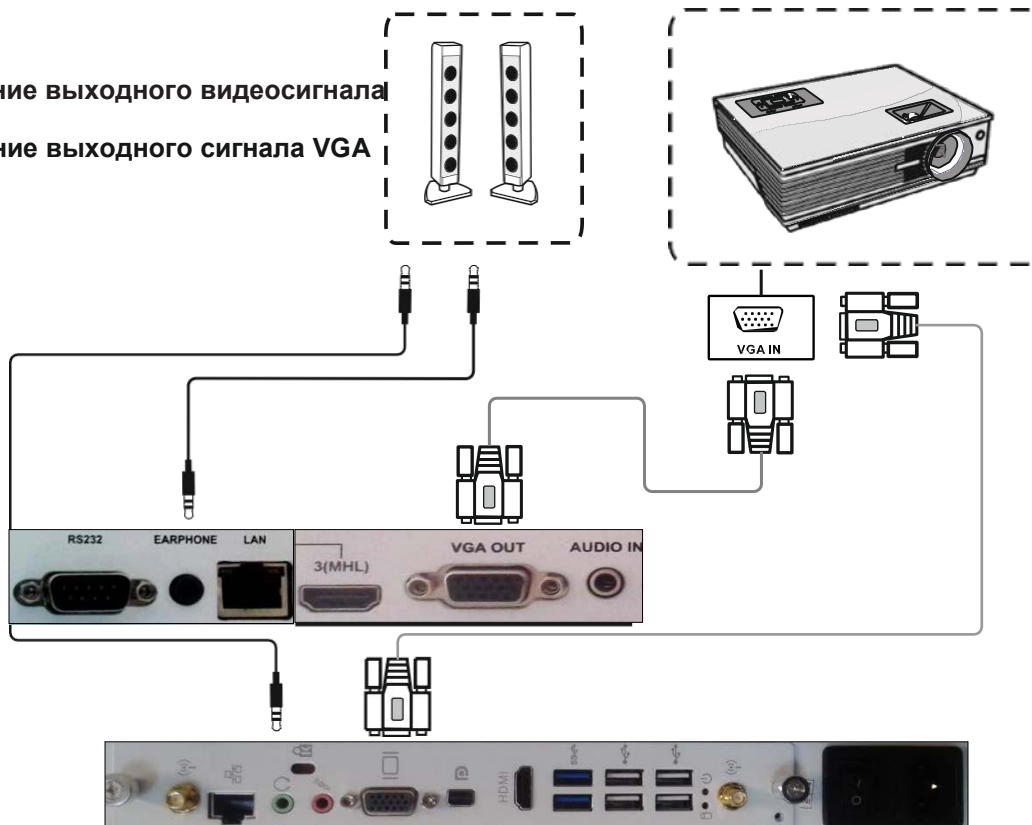 ние выходного видеосигнала
ние выходного сигнала VGA
VGA IN
RS232
EARPHONE
LAN
3(MHL)
VGA OUT
AUDIO IN
HDMI